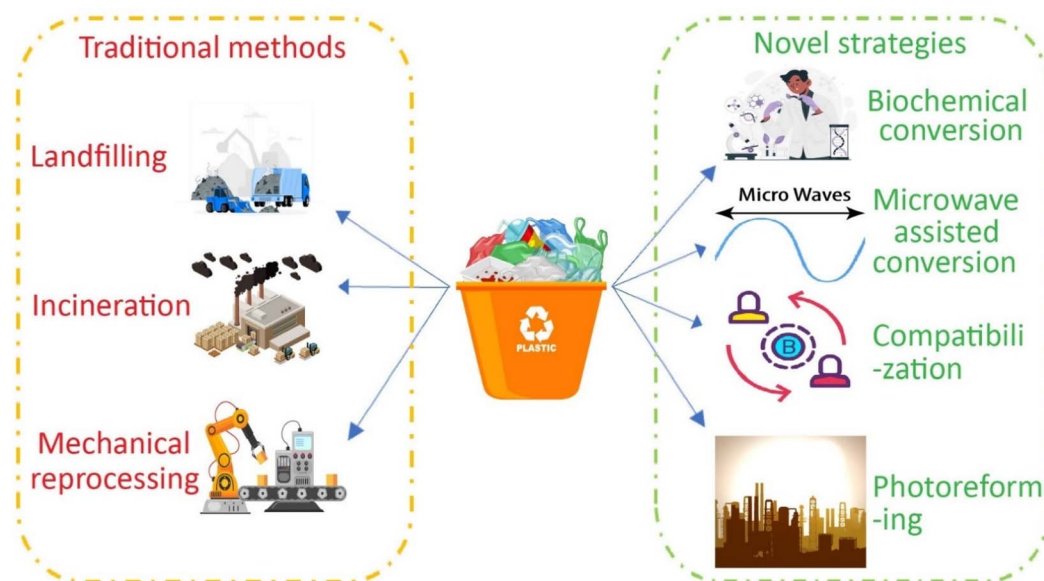 Traditional methods
Landfilling
Incineration
Mechanical
reprocessing
PLASTIC
Novel strategies
Biochemical
conversion
Micro Waves
Microwave
assisted
conversion
B
Compatibili
-zation
Photoreform
-ing